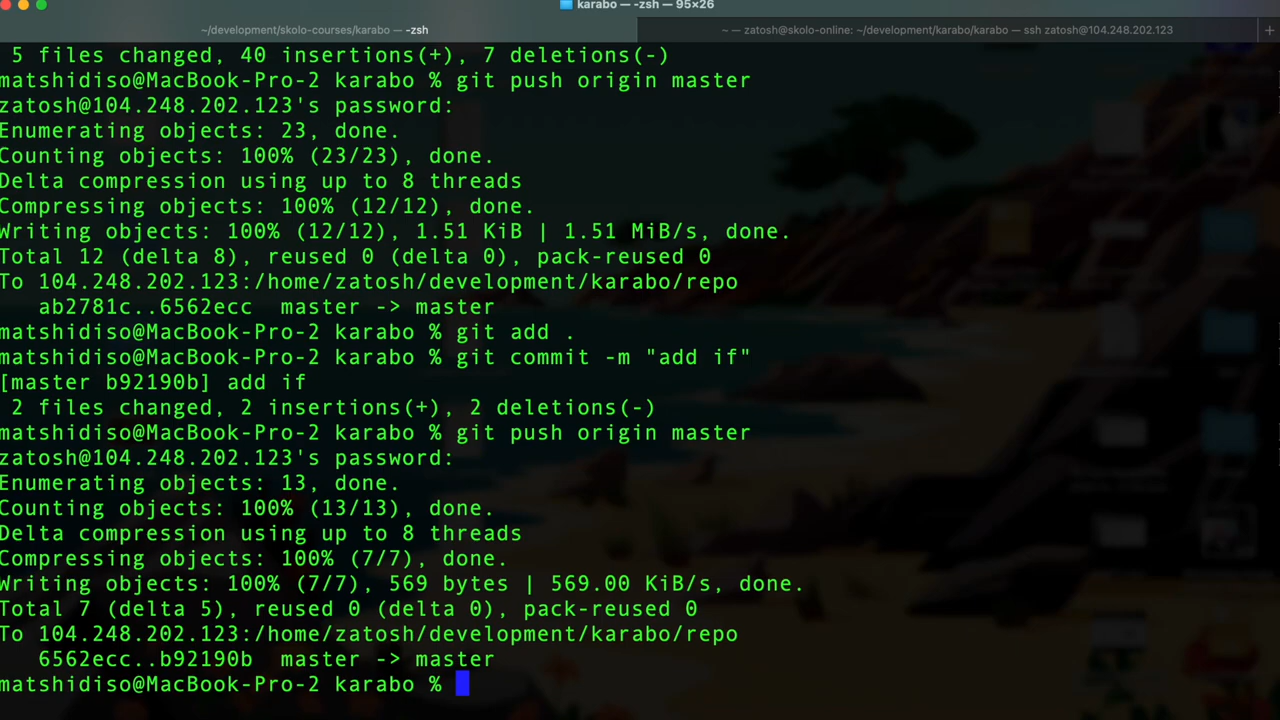 karabo — -zsh — 95×26
~/development/skolo-courses/karabo — -zsh
~ — zatosh@skolo-online: ~/development/karabo/karabo — ssh zatosh@104.248.202.123
+
5 files changed, 40 insertions(+), 7 deletions(-)
matshidiso@MacBook-Pro-2 karabo % git push origin master
zatosh@104.248.202.123's password:
Enumerating objects: 23, done.
Counting objects: 100% (23/23), done.
Delta compression using up to 8 threads
Compressing objects: 100% (12/12), done.
Writing objects: 100% (12/12), 1.51 KiB | 1.51 MiB/s, done.
Total 12 (delta 8), reused 0 (delta 0), pack-reused 0
To 104.248.202.123:/home/zatosh/development/karabo/repo
ab2781c..6562ecc  master -> master
matshidiso@MacBook-Pro-2 karabo % git add .
matshidiso@MacBook-Pro-2 karabo % git commit -m "add if"
[master b92190b] add if
2 files changed, 2 insertions(+), 2 deletions(-)
matshidiso@MacBook-Pro-2 karabo % git push origin master
zatosh@104.248.202.123's password:
Enumerating objects: 13, done.
Counting objects: 100% (13/13), done.
Delta compression using up to 8 threads
Compressing objects: 100% (7/7), done.
Writing objects: 100% (7/7), 569 bytes | 569.00 KiB/s, done.
Total 7 (delta 5), reused 0 (delta 0), pack-reused 0
To 104.248.202.123:/home/zatosh/development/karabo/repo
6562ecc..b92190b  master -> master
matshidiso@MacBook-Pro-2 karabo %